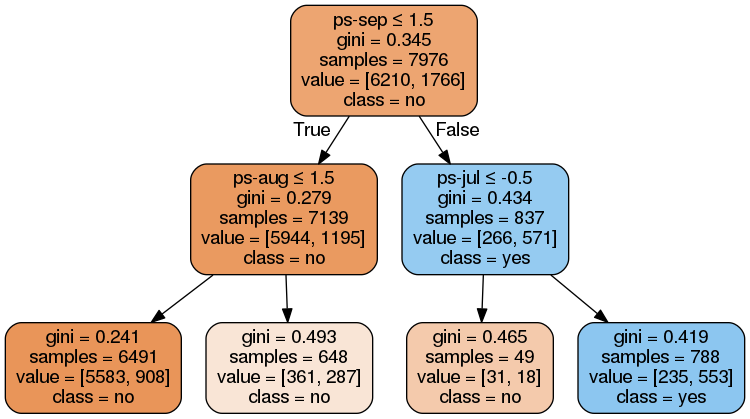 ps-sep ≤ 1.5
gini = 0.345
samples = 7976
value = [6210, 1766]
class = no
True
False
ps-aug ≤ 1.5
gini = 0.279
samples = 7139
value = [5944, 1195]
class = no
ps-jul ≤ -0.5
gini = 0.434
samples = 837
value = [266, 571]
class = yes
gini = 0.241
samples = 6491
value = [5583, 908]
class = no
gini = 0.493
samples = 648
value = [361, 287]
class = no
gini = 0.465
samples = 49
value = [31, 18]
class = no
gini = 0.419
samples = 788
value = [235, 553]
class = yes